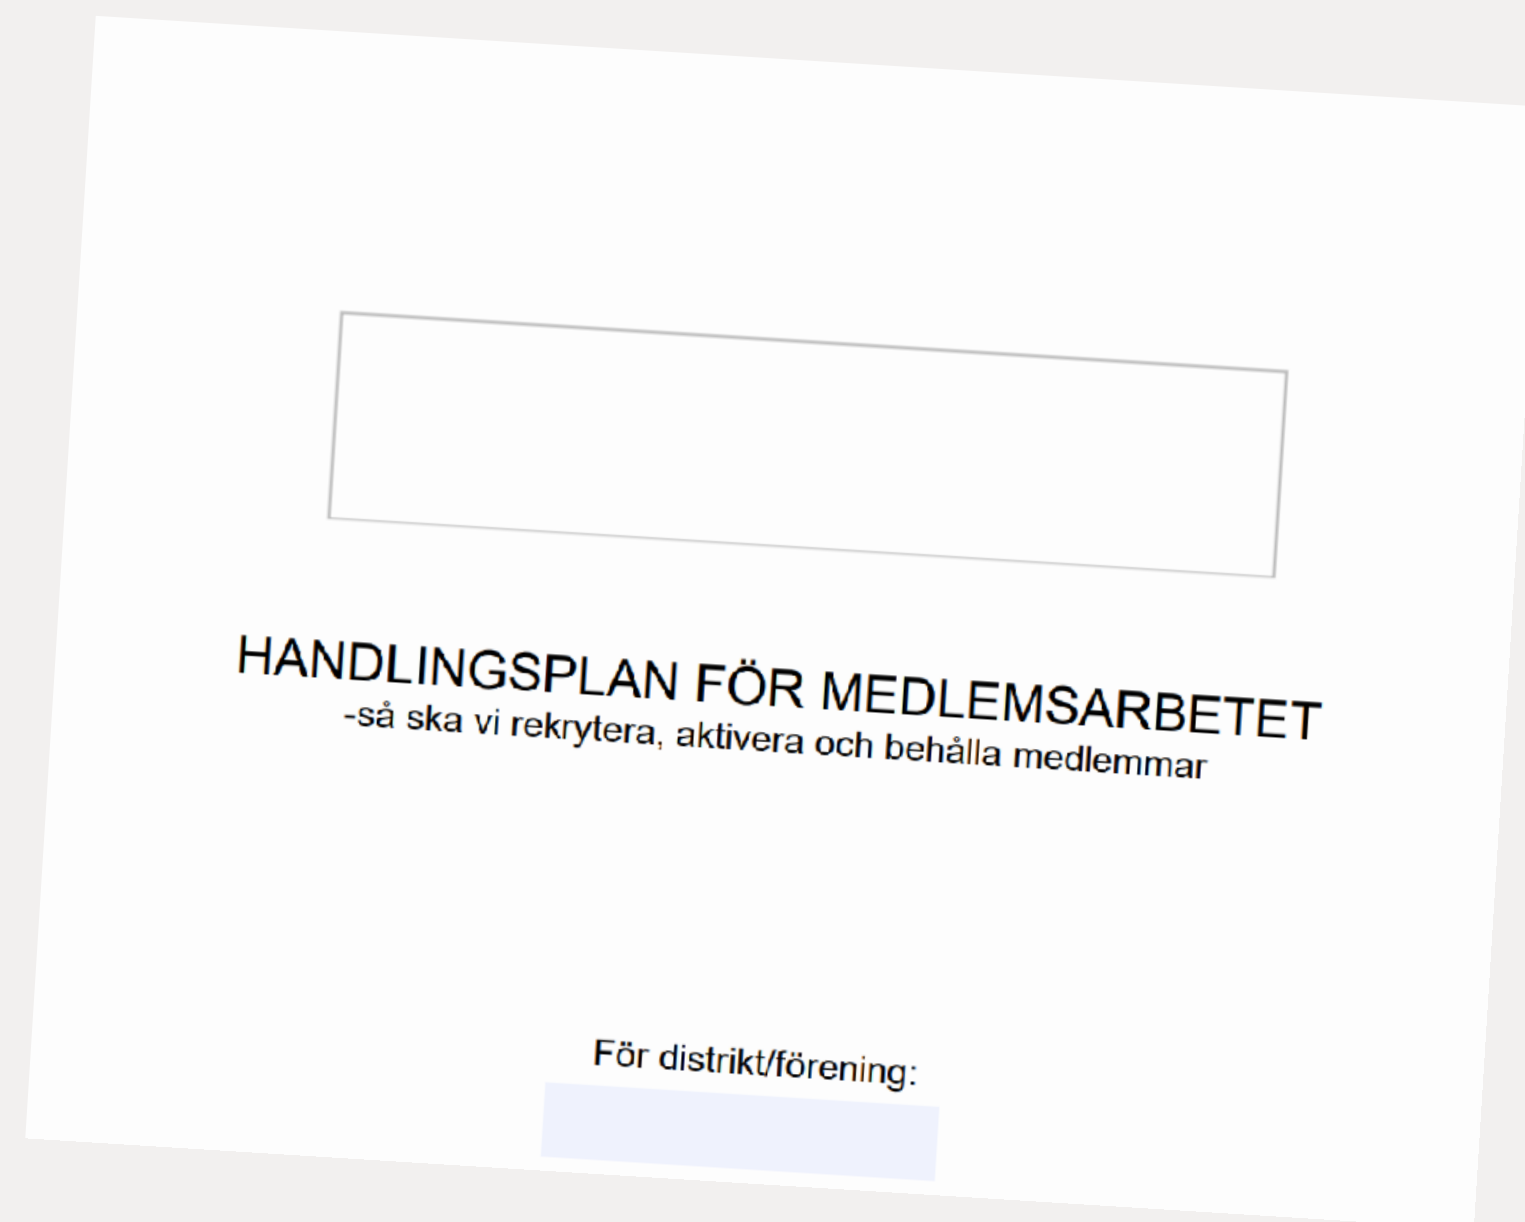 HANDLINGSPLAN FÖR MEDLEMSARBETET
-så ska vi rekrytera, aktivera och behålla medlemmar
För distrikt/förening: